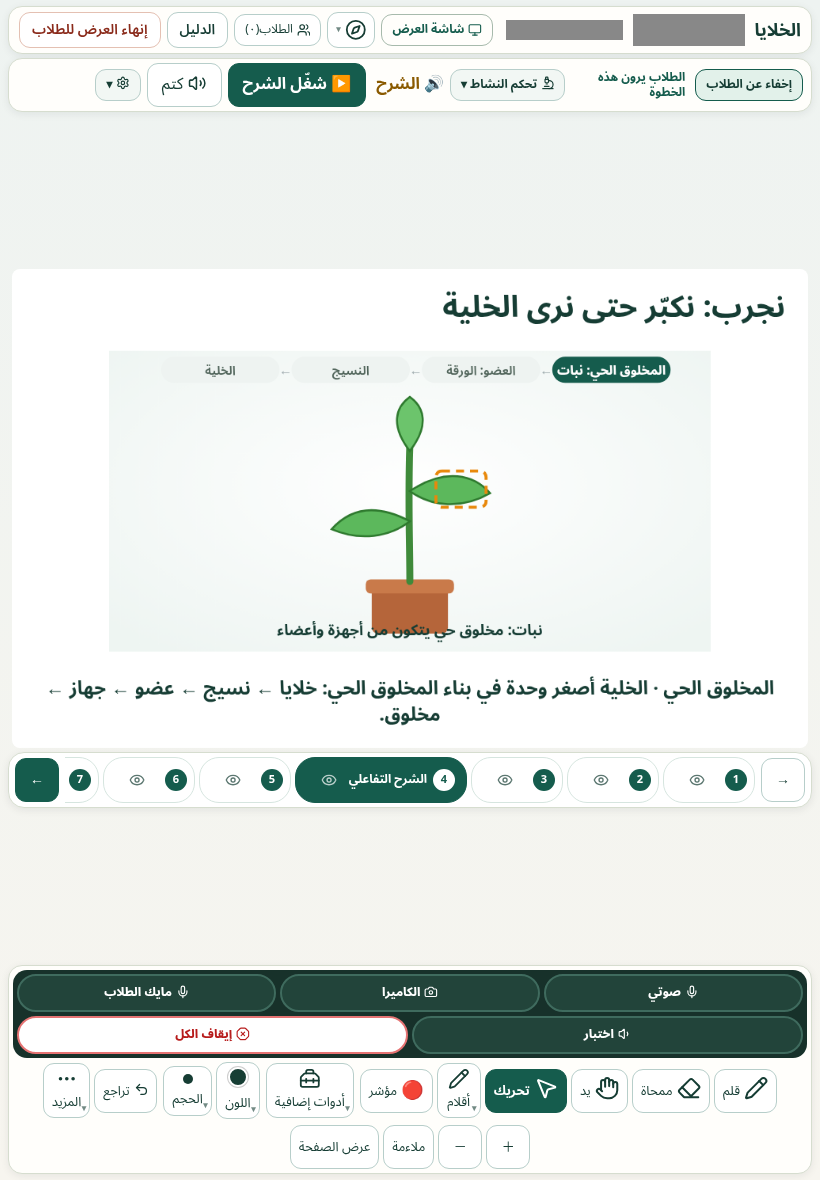 الخلايا
شاشة العرض
الطلاب(٠)
الدليل
إنهاء العرض للطلاب
إخفاء عن الطلاب
الطلاب يرون هذه الخطوة
تحكم النشاط ▾
🔊 الشرح
▶️ شغّل الشرح
كتم
نجرب: نكبّر حتى نرى الخلية
المخلوق الحي: نبات ← العضو: الورقة ← النسيج ← الخلية
نبات: مخلوق حي يتكون من أجهزة وأعضاء
المخلوق الحي · الخلية أصغر وحدة في بناء المخلوق الحي: خلايا ← نسيج ← عضو ← جهاز ←
مخلوق.
→ 1 2 3 4 الشرح التفاعلي 5 6 7 ←
صوتي
الكاميرا
مايك الطلاب
اختبار
إيقاف الكل
قلم
ممحاة
يد
تحريك
أقلام
مؤشر
أدوات إضافية
اللون
الحجم
تراجع
المزيد
+
−
ملاءمة
عرض الصفحة